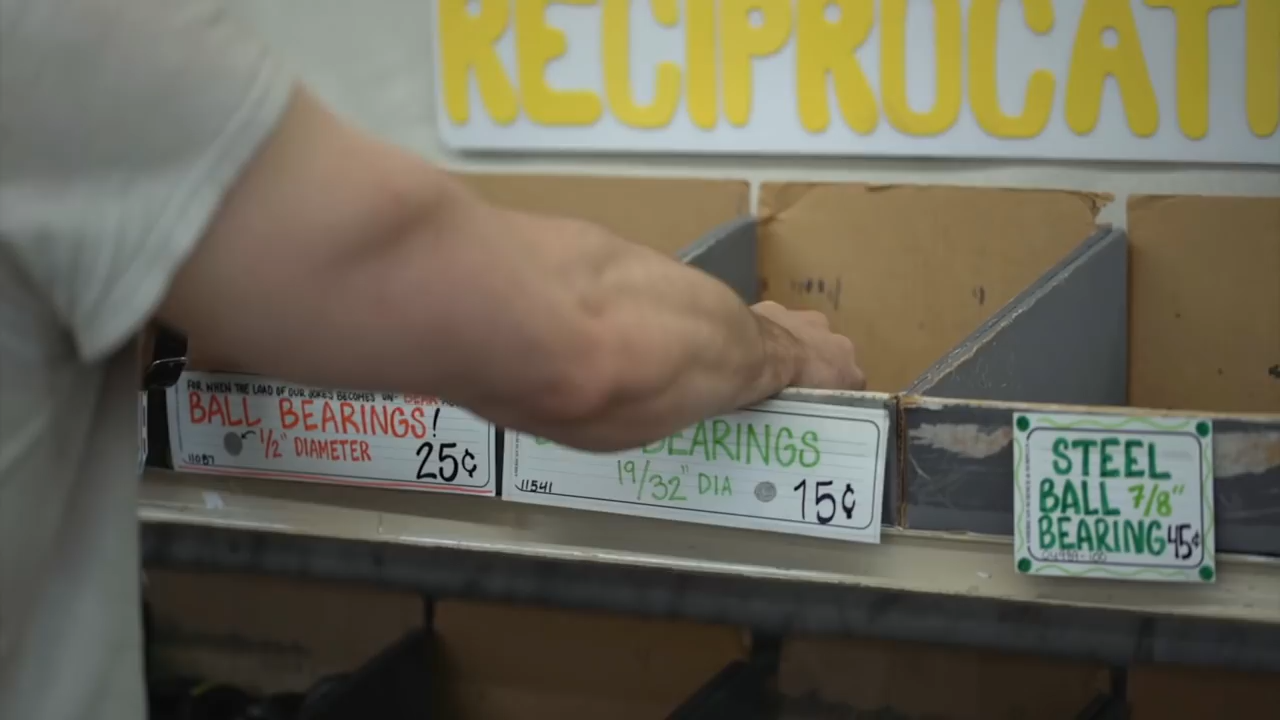 RECIPROCATI
FOR WHEN THE LOAD OF OUR JOKES BECOMES UN-
BALL BEARINGS!
1/2" DIAMETER
25¢
11087
BEARINGS
19/32" DIA
15¢
11541
STEEL
BALL 7/8"
BEARING 45¢